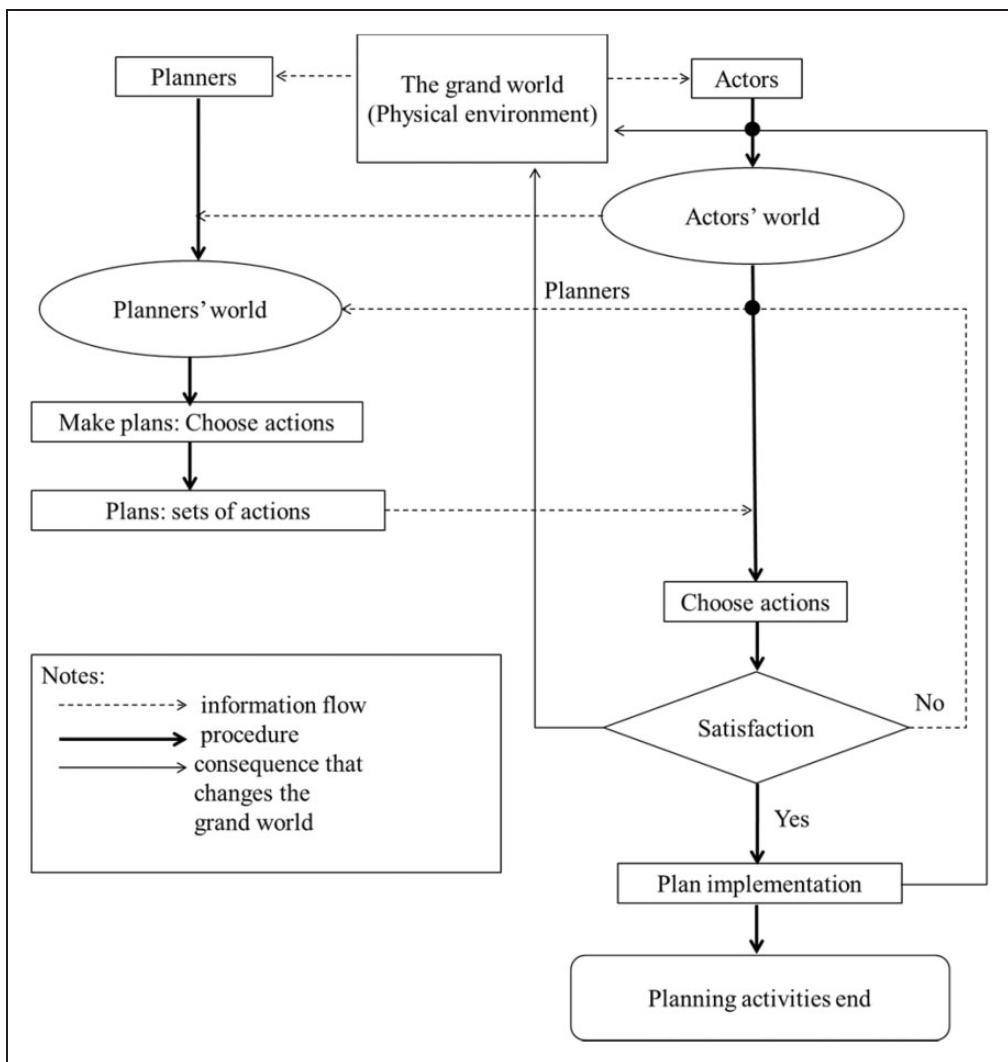 Planners
The grand world
(Physical environment)
Actors
Actors’ world
Planners
Planners’ world
Make plans: Choose actions
Plans: sets of actions
Choose actions
Notes:
information flow
procedure
consequence that
changes the
grand world
Satisfaction
No
Yes
Plan implementation
Planning activities end